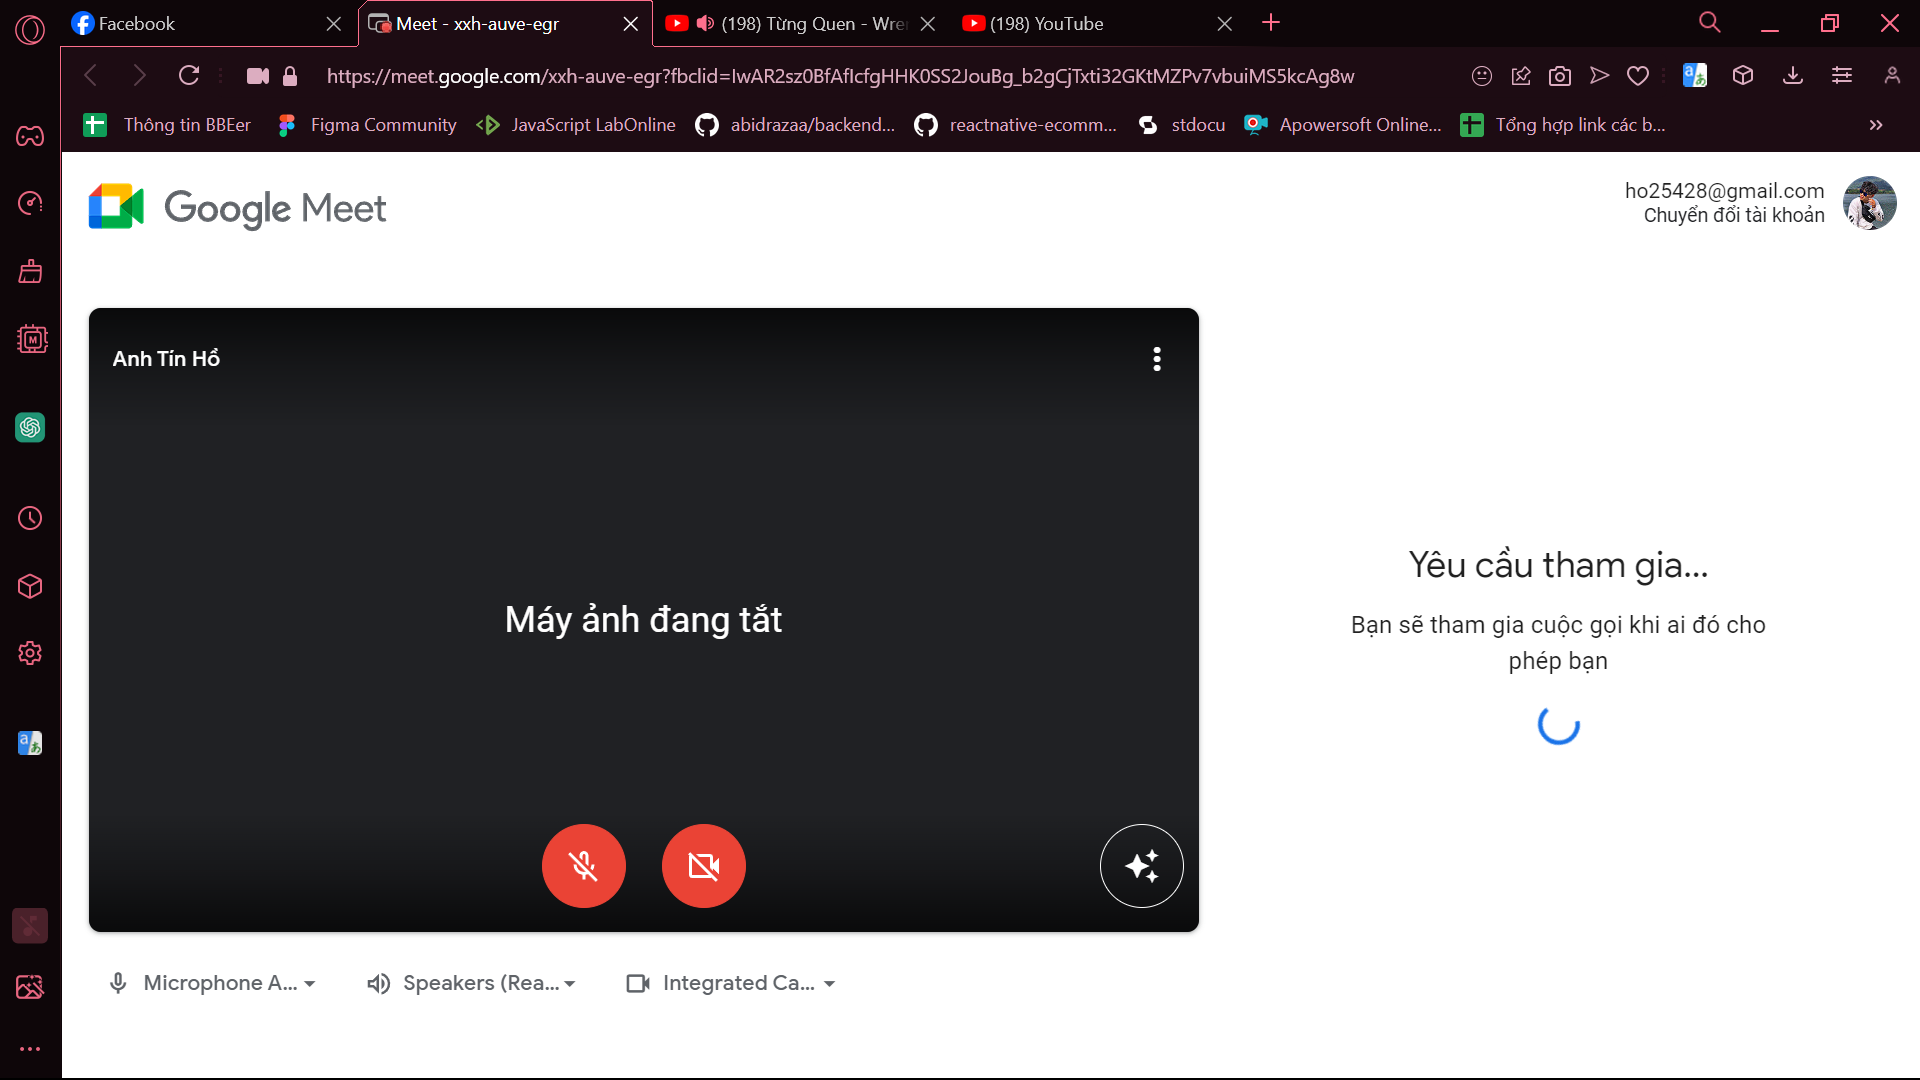 Facebook
Meet - xxh-auve-egr
(198) Từng Quen - Wren
(198) YouTube
https://meet.google.com/xxh-auve-egr?fbclid=IwAR2sz0BfAfIcfgHHK0SS2JouBg_b2gCjTxti32GKtMZPv7vbuiMS5kcAg8w
Thông tin BBEer
Figma Community
JavaScript LabOnline
abidrazaa/backend...
reactnative-ecomm...
stdocu
Apowersoft Online...
Tổng hợp link các b...
Google Meet
ho25428@gmail.com
Chuyển đổi tài khoản
Anh Tín Hồ
Máy ảnh đang tắt
Yêu cầu tham gia...
Bạn sẽ tham gia cuộc gọi khi ai đó cho
phép bạn
Microphone A...
Speakers (Rea...
Integrated Ca...